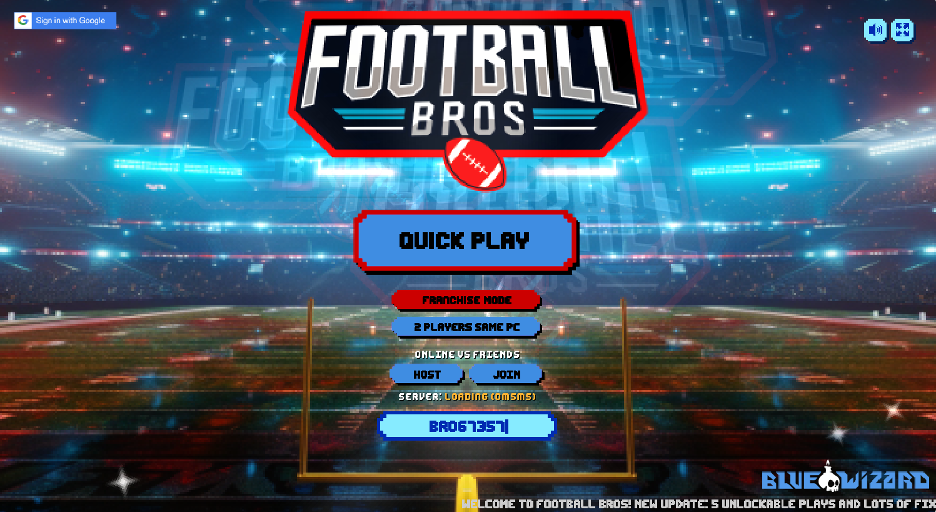 Sign in with Google
FOOTBALL
BROS
QUICK PLAY
FRANCHISE MODE
2 PLAYERS SAME PC
ONLINE VS FRIENDS
HOST
JOIN
SERVER: LOADING (0MSMS)
BRO67357
BLUE WIZARD
WELCOME TO FOOTBALL BROS! NEW UPDATE: 5 UNLOCKABLE PLAYS AND LOTS OF FIX